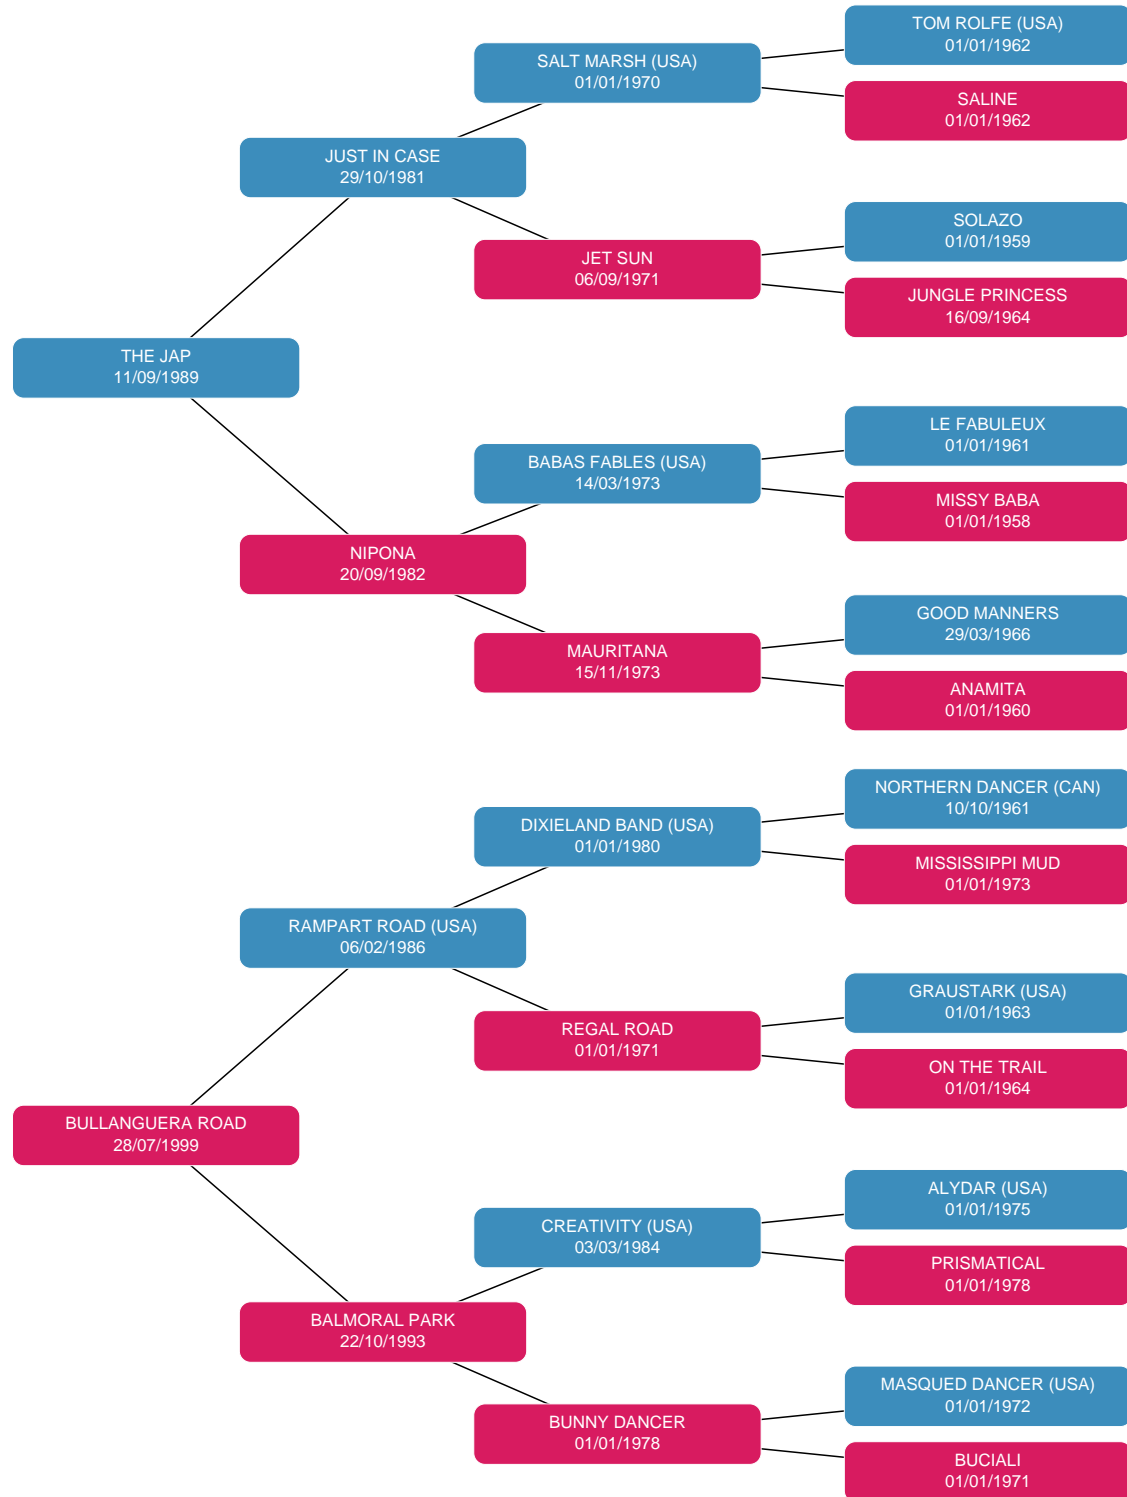 TOM ROLFE (USA)
01/01/1962
SALT MARSH (USA)
01/01/1970
SALINE
01/01/1962
JUST IN CASE
29/10/1981
SOLAZO
01/01/1959
JET SUN
06/09/1971
JUNGLE PRINCESS
16/09/1964
THE JAP
11/09/1989
LE FABULEUX
01/01/1961
BABAS FABLES (USA)
14/03/1973
MISSY BABA
01/01/1958
NIPONA
20/09/1982
GOOD MANNERS
29/03/1966
MAURITANA
15/11/1973
ANAMITA
01/01/1960
NORTHERN DANCER (CAN)
10/10/1961
DIXIELAND BAND (USA)
01/01/1980
MISSISSIPPI MUD
01/01/1973
RAMPART ROAD (USA)
06/02/1986
GRAUSTARK (USA)
01/01/1963
REGAL ROAD
01/01/1971
ON THE TRAIL
01/01/1964
BULLANGUERA ROAD
28/07/1999
ALYDAR (USA)
01/01/1975
CREATIVITY (USA)
03/03/1984
PRISMATICAL
01/01/1978
BALMORAL PARK
22/10/1993
MASQUED DANCER (USA)
01/01/1972
BUNNY DANCER
01/01/1978
BUCIALI
01/01/1971